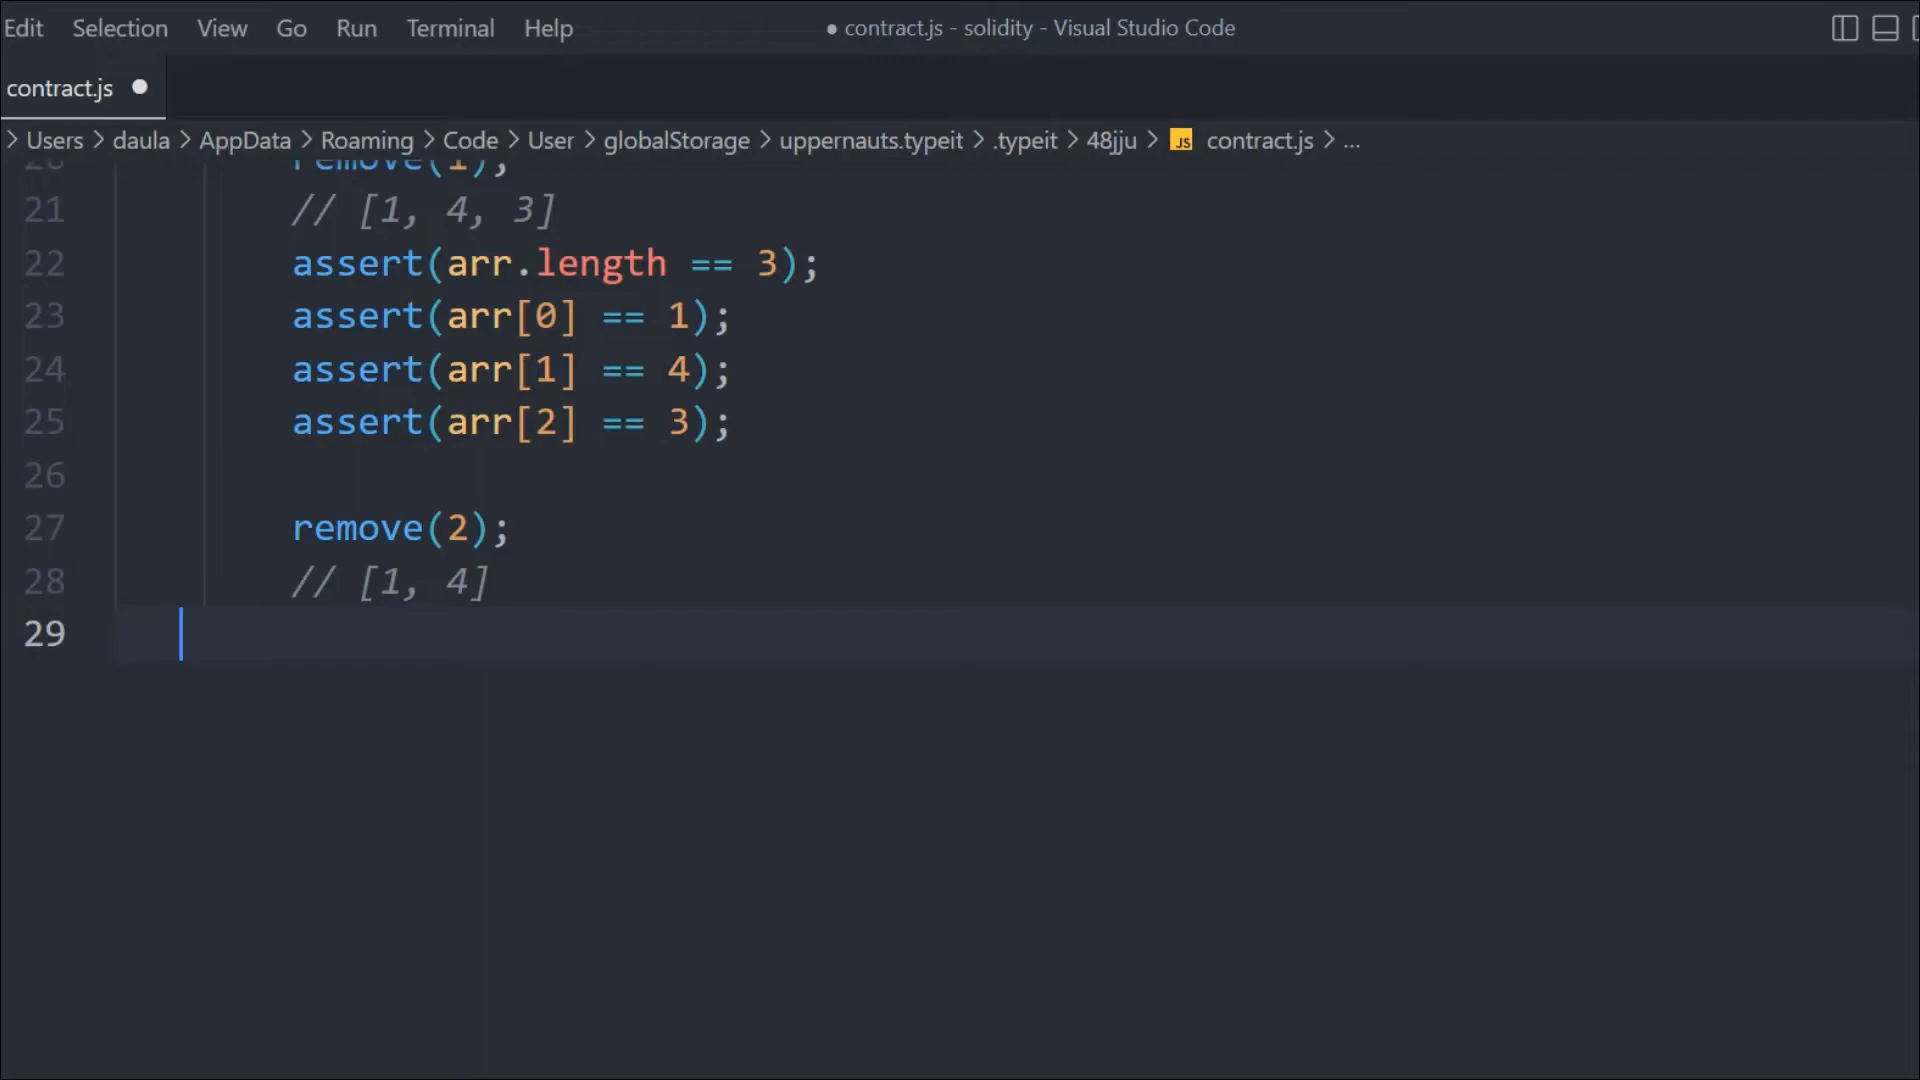 Edit Selection View Go Run Terminal Help ● contract.js - solidity - Visual Studio Code
contract.js ●
> Users > daula > AppData > Roaming > Code > User > globalStorage > uppernauts.typeit > .typeit > 48jju > JS contract.js > ...
20 remove(1);
21 // [1, 4, 3]
22 assert(arr.length == 3);
23 assert(arr[0] == 1);
24 assert(arr[1] == 4);
25 assert(arr[2] == 3);
26
27 remove(2);
28 // [1, 4]
29